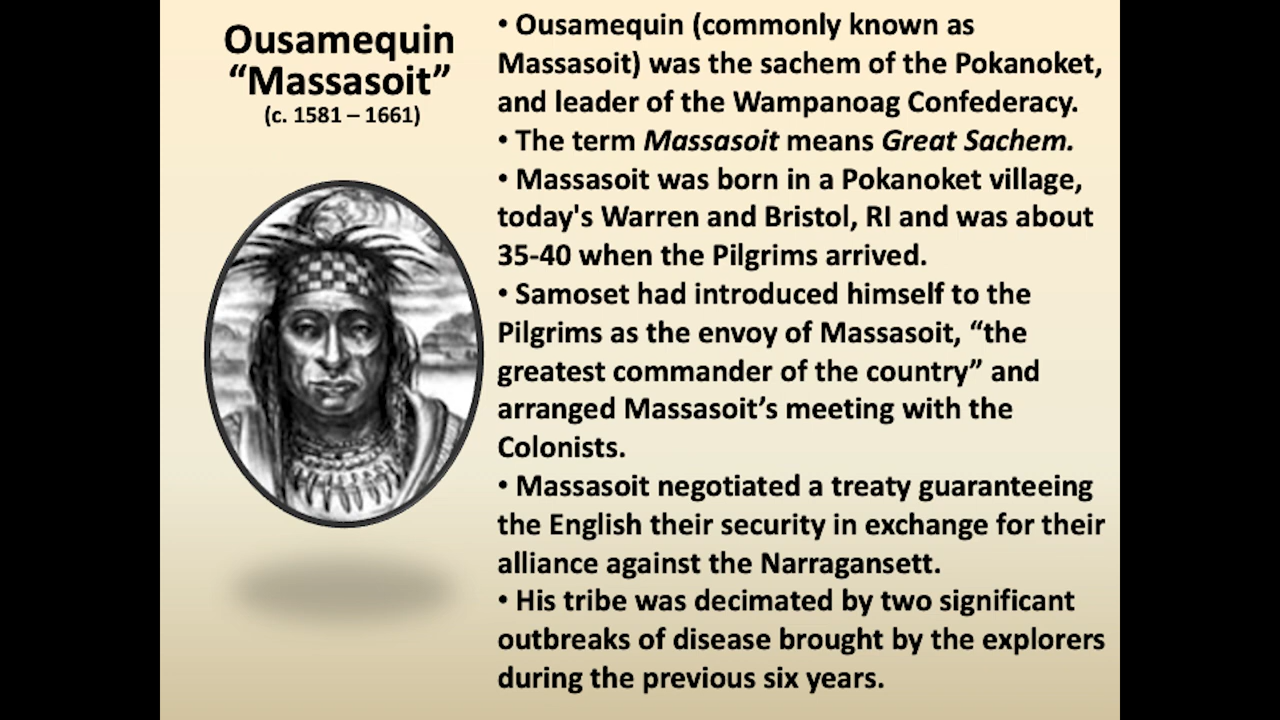 Ousamequin
“Massasoit”
(c. 1581 – 1661)
• Ousamequin (commonly known as
Massasoit) was the sachem of the Pokanoket,
and leader of the Wampanoag Confederacy.
• The term Massasoit means Great Sachem.
• Massasoit was born in a Pokanoket village,
today's Warren and Bristol, RI and was about
35-40 when the Pilgrims arrived.
• Samoset had introduced himself to the
Pilgrims as the envoy of Massasoit, “the
greatest commander of the country” and
arranged Massasoit’s meeting with the
Colonists.
• Massasoit negotiated a treaty guaranteeing
the English their security in exchange for their
alliance against the Narragansett.
• His tribe was decimated by two significant
outbreaks of disease brought by the explorers
during the previous six years.